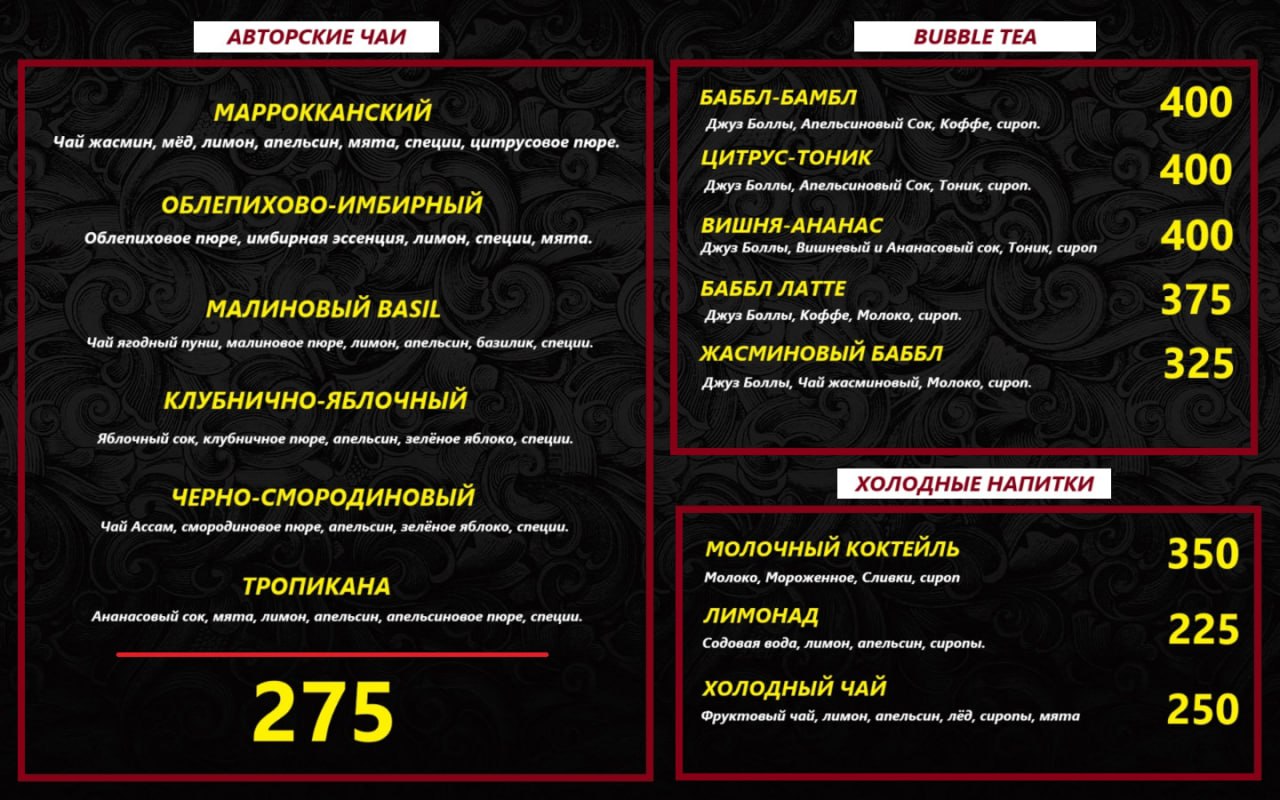 АВТОРСКИЕ ЧАИ
МАРРОККАНСКИЙ
Чай жасмин, мёд, лимон, апельсин, мята, специи, цитрусовое пюре.
ОБЛЕПИХОВО-ИМБИРНЫЙ
Облепиховое пюре, имбирная эссенция, лимон, специи, мята.
МАЛИНОВЫЙ BASIL
Чай ягодный пунш, малиновое пюре, лимон, апельсин, базилик, специи.
КЛУБНИЧНО-ЯБЛОЧНЫЙ
Яблочный сок, клубничное пюре, апельсин, зелёное яблоко, специи.
ЧЕРНО-СМОРОДИНОВЫЙ
Чай Ассам, смородиновое пюре, апельсин, зелёное яблоко, специи.
ТРОПИКАНА
Ананасовый сок, мята, лимон, апельсин, апельсиновое пюре, специи.
275
BUBBLE TEA
БАББЛ-БАМБЛ 400
Джуз Боллы, Апельсиновый Сок, Коффе, сироп.
ЦИТРУС-ТОНИК 400
Джуз Боллы, Апельсиновый Сок, Тоник, сироп.
ВИШНЯ-АНАНАС 400
Джуз Боллы, Вишневый и Ананасовый сок, Тоник, сироп
БАББЛ ЛАТТЕ 375
Джуз Боллы, Коффе, Молоко, сироп.
ЖАСМИНОВЫЙ БАББЛ 325
Джуз Боллы, Чай жасминовый, Молоко, сироп.
ХОЛОДНЫЕ НАПИТКИ
МОЛОЧНЫЙ КОКТЕЙЛЬ 350
Молоко, Мороженное, Сливки, сироп
ЛИМОНАД 225
Содовая вода, лимон, апельсин, сиропы.
ХОЛОДНЫЙ ЧАЙ 250
Фруктовый чай, лимон, апельсин, лёд, сиропы, мята